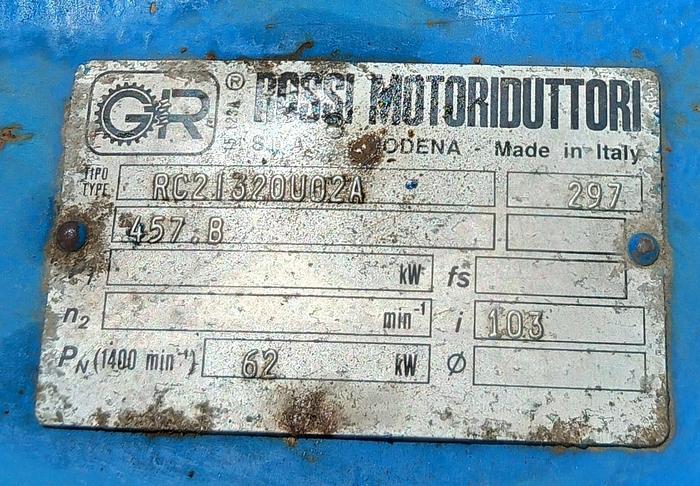 GR ® ROSSI MOTORIDUTTORI
MODENA - Made in Italy
TIPO
TYPE RC2I320U02A 297
457.B
kW fs
n2 min-1 i 103
PN (1400 min-1) 62 kW Ø